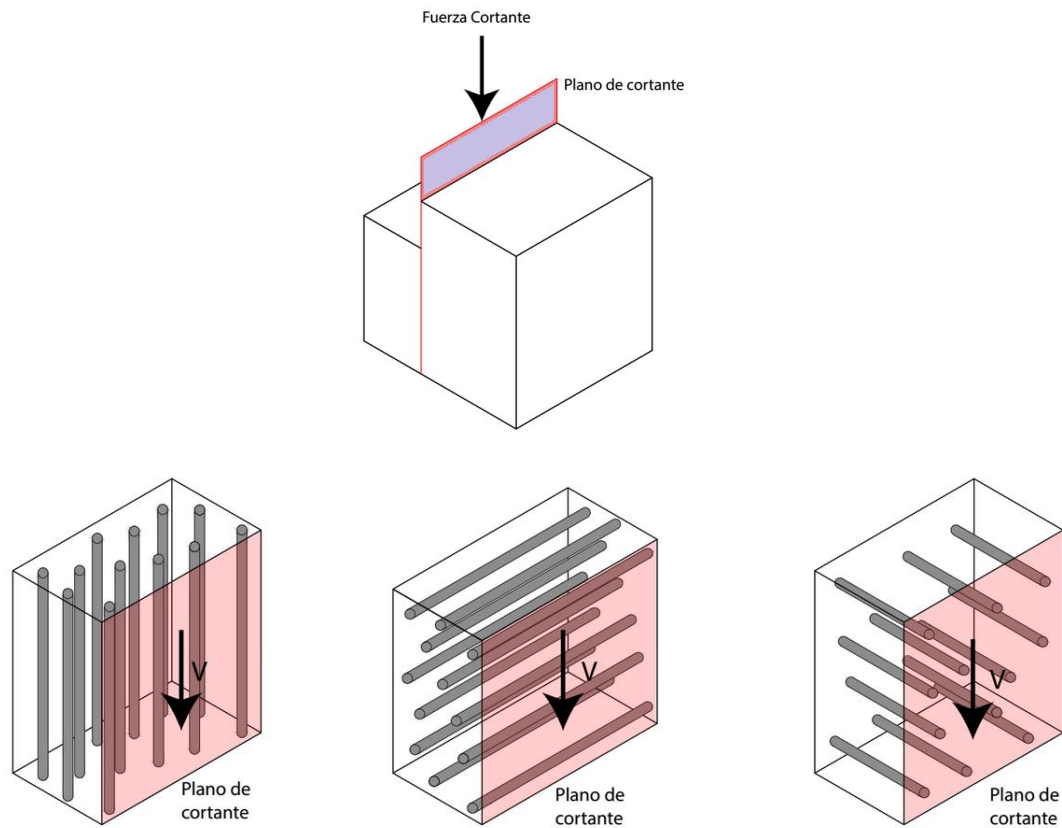 Fuerza Cortante
Plano de cortante
V
Plano de
cortante
V
Plano de
cortante
V
Plano de
cortante